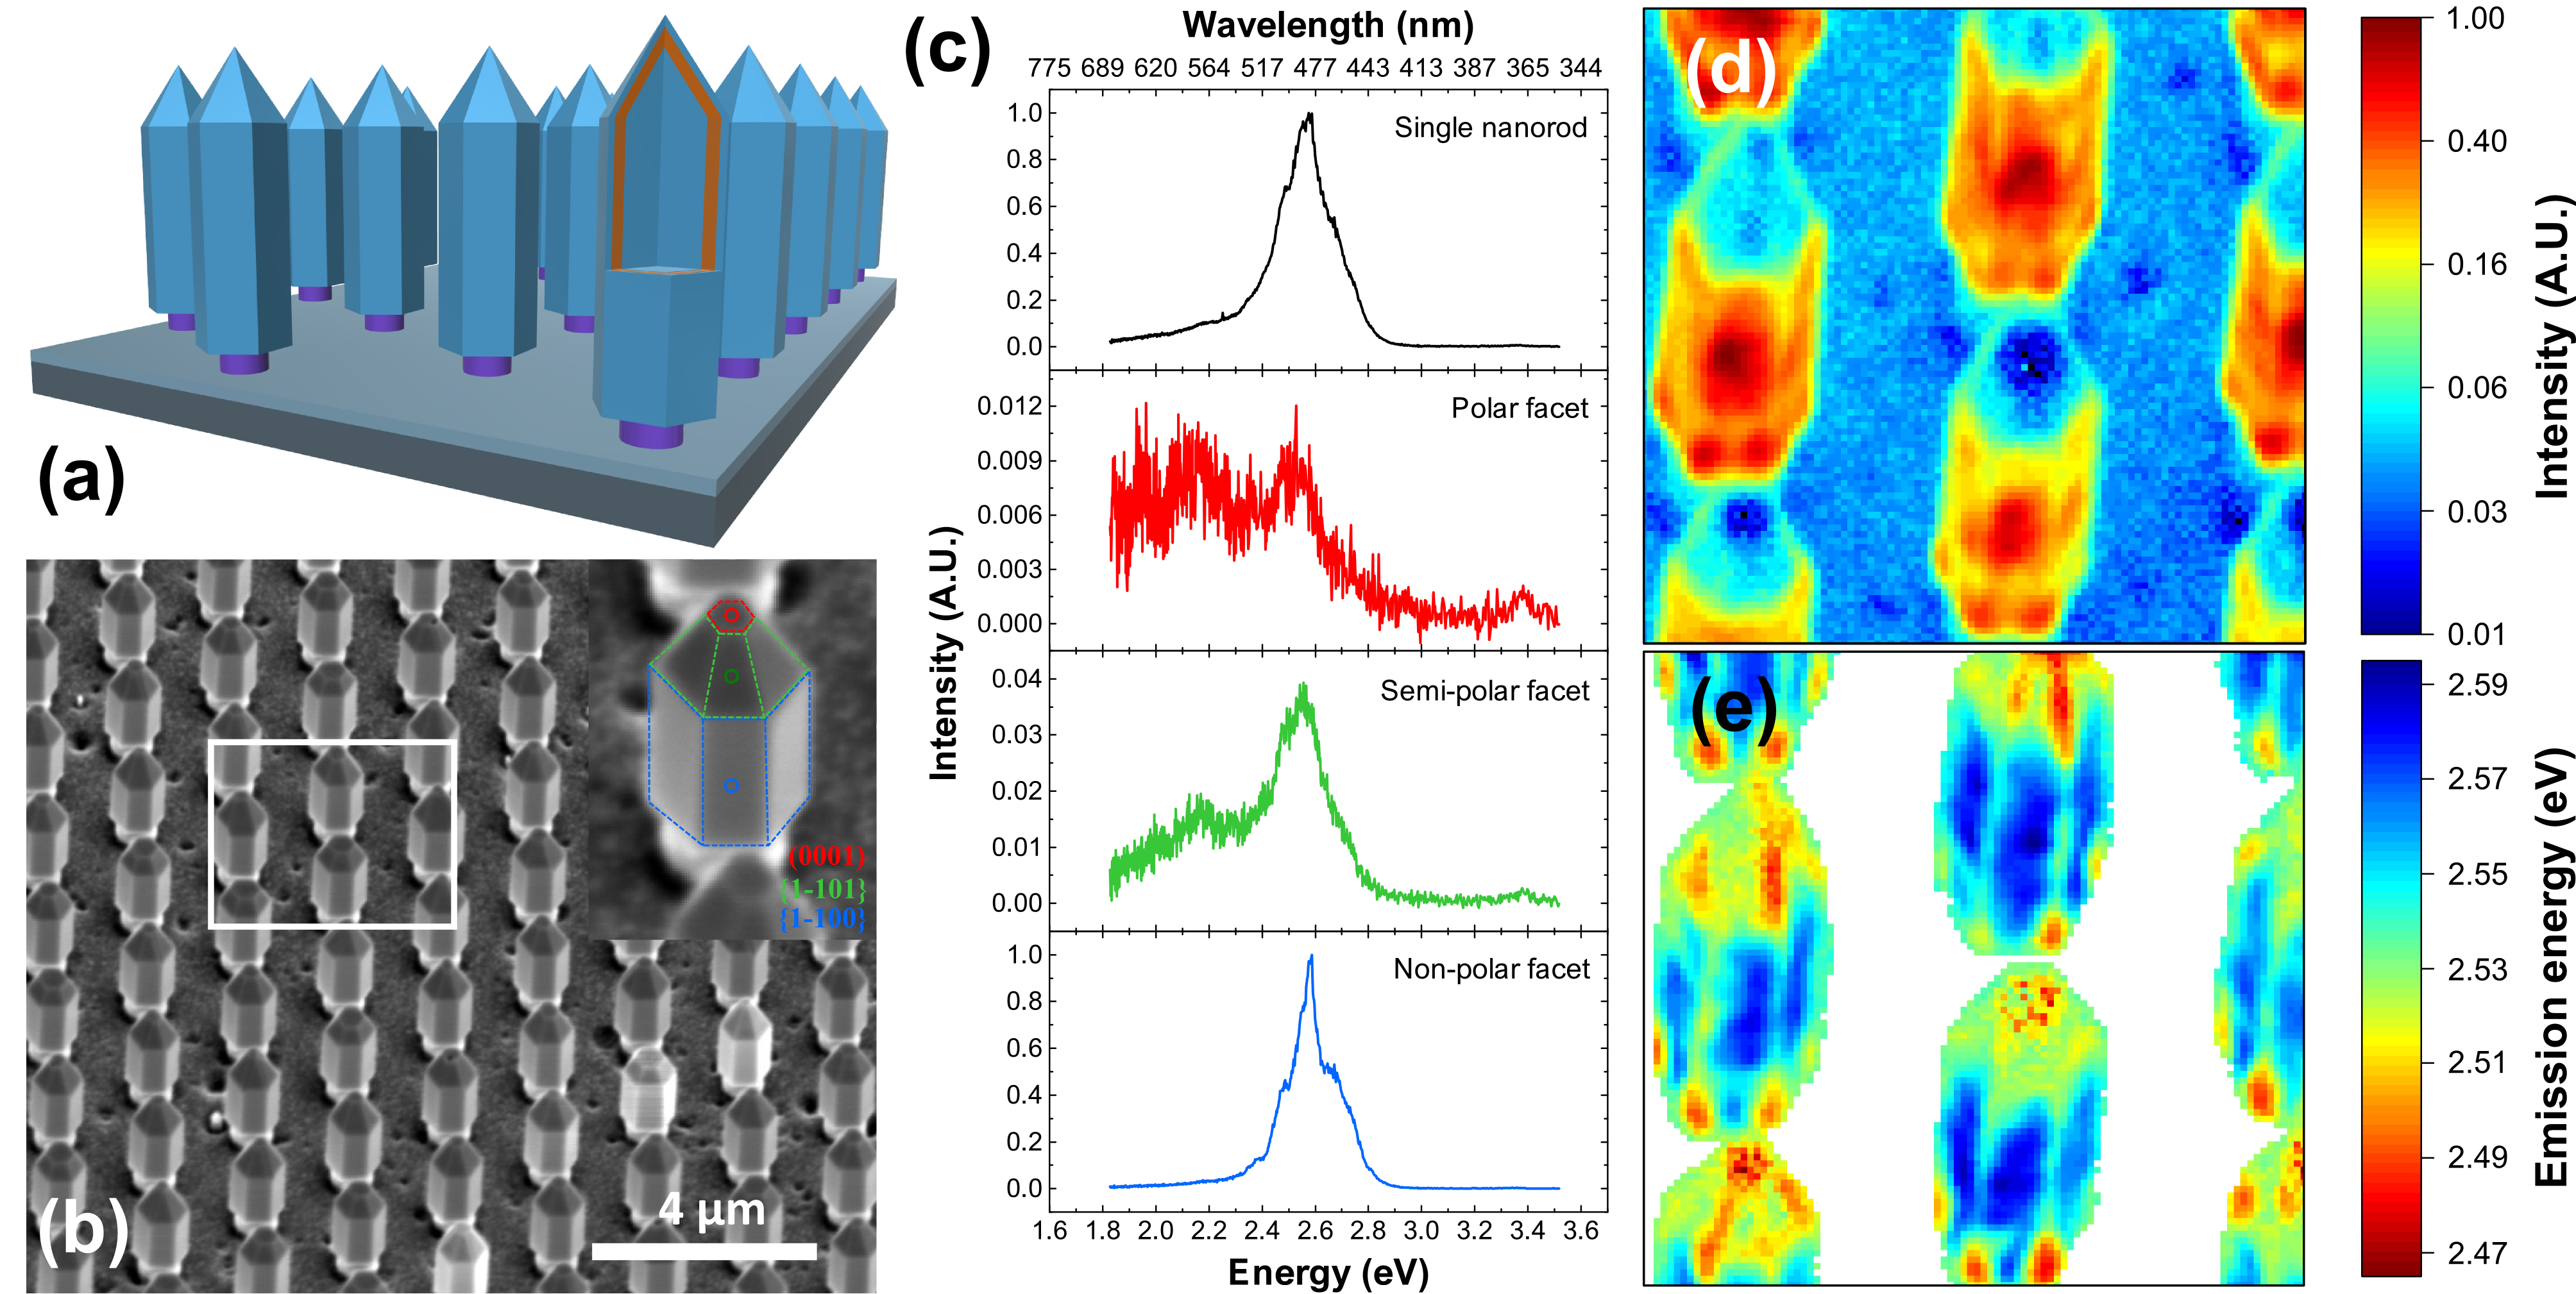 (a)
(b)
4 μm
(0001)
{1-101}
{1-100}
(c)
Wavelength (nm)
775 689 620 564 517 477 443 413 387 365 344
Intensity (A.U.)
Single nanorod
1.0
0.8
0.6
0.4
0.2
0.0
Polar facet
0.012
0.009
0.006
0.003
0.000
Semi-polar facet
0.04
0.03
0.02
0.01
0.00
Non-polar facet
1.0
0.8
0.6
0.4
0.2
0.0
1.6 1.8 2.0 2.2 2.4 2.6 2.8 3.0 3.2 3.4 3.6
Energy (eV)
(d)
1.00
0.40
0.16
0.06
0.03
0.01
Intensity (A.U.)
(e)
2.59
2.57
2.55
2.53
2.51
2.49
2.47
Emission energy (eV)